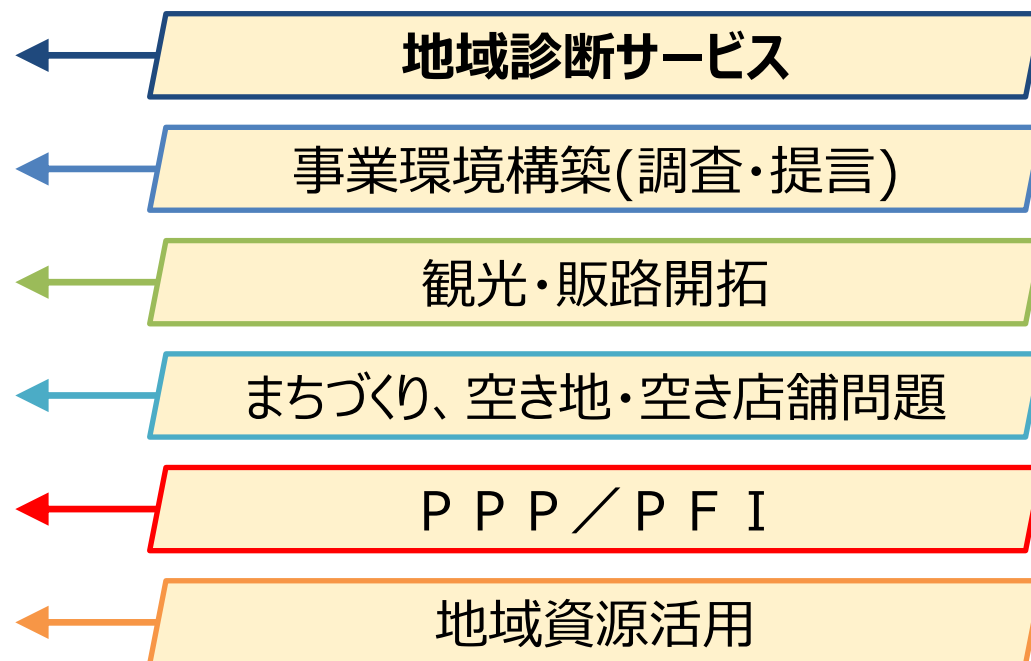 地域診断サービス
事業環境構築(調査・提言)
観光・販路開拓
まちづくり、空き地・空き店舗問題
ＰＰＰ／ＰＦＩ
地域資源活用